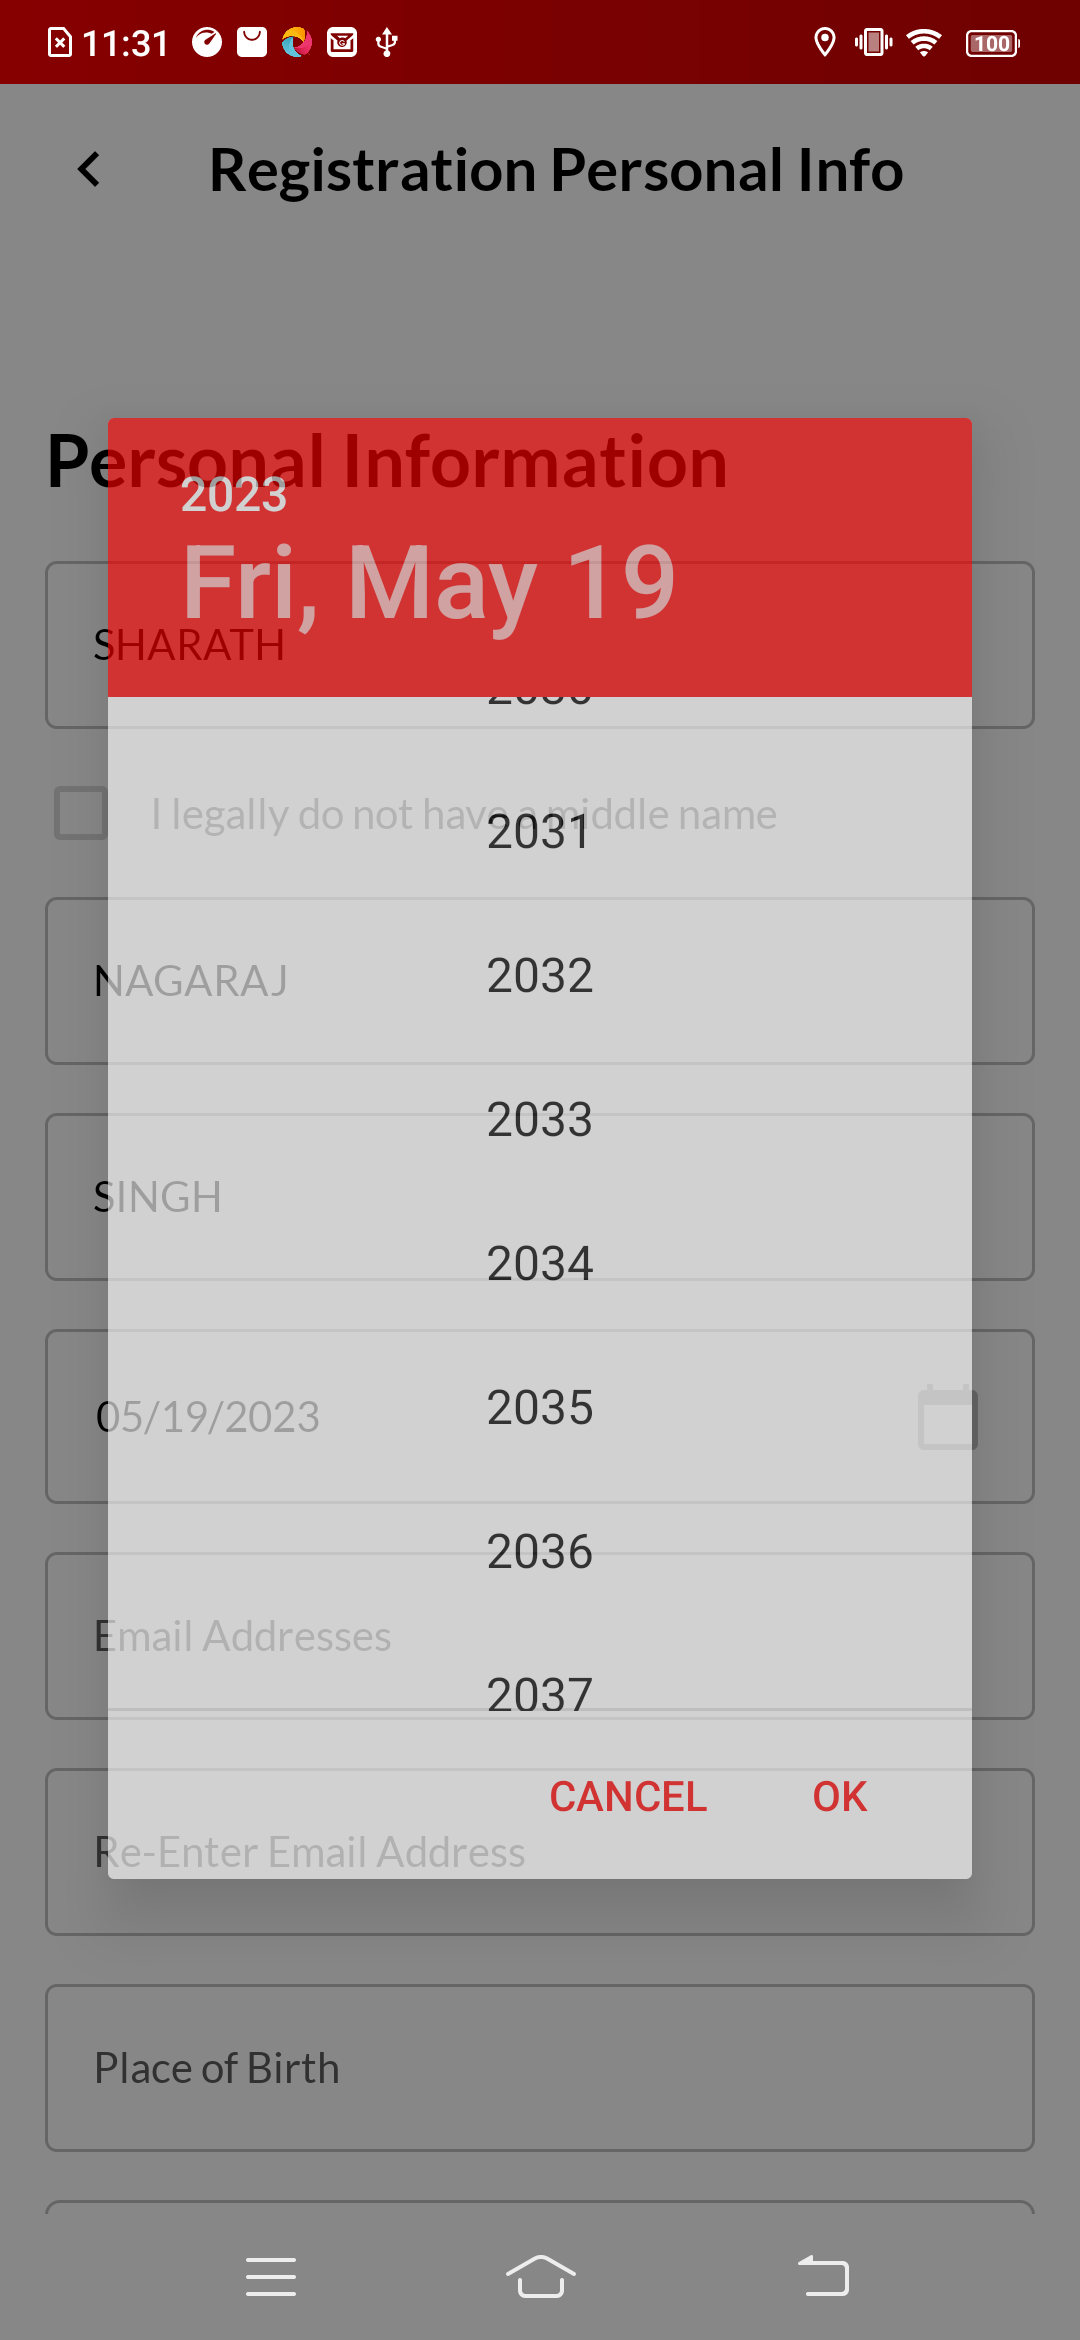 11:31
100
Registration Personal Info
Personal Information
2023
Fri, May 19
SHARATH
I legally do not have a middle name
2031
2032
NAGARAJ
2033
SINGH
2034
2035
05/19/2023
2036
Email Addresses
2037
CANCEL OK
Re-Enter Email Address
Place of Birth